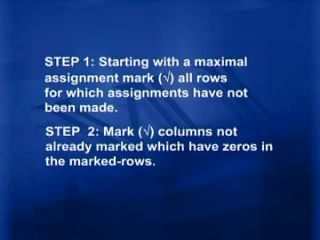 STEP 1: Starting with a maximal
assignment mark (√) all rows
for which assignments have not
been made.
STEP 2: Mark (√) columns not
already marked which have zeros in
the marked-rows.